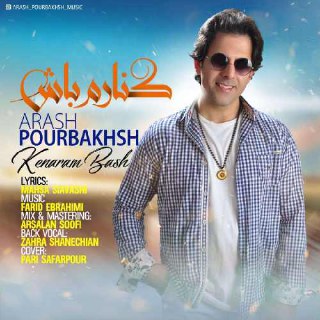 ARASH_POURBAKHSH_MUSIC
کنارم باش
ARASH
POURBAKHSH
Kenaram Bash
LYRICS:
MAHSA SIAVASHI
MUSIC
FARID EBRAHIMI
MIX & MASTERING:
ARSALAN SOOFI
BACK VOCAL:
ZAHRA SHANECHIAN
COVER:
PARI SAFARPOUR